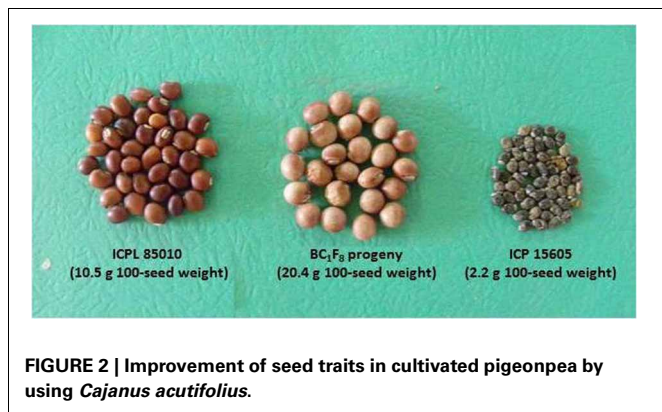 ICPL 85010
(10.5 g 100-seed weight)
BC₁F₈ progeny
(20.4 g 100-seed weight)
ICP 15605
(2.2 g 100-seed weight)
FIGURE 2 | Improvement of seed traits in cultivated pigeonpea by
using Cajanus acutifolius.